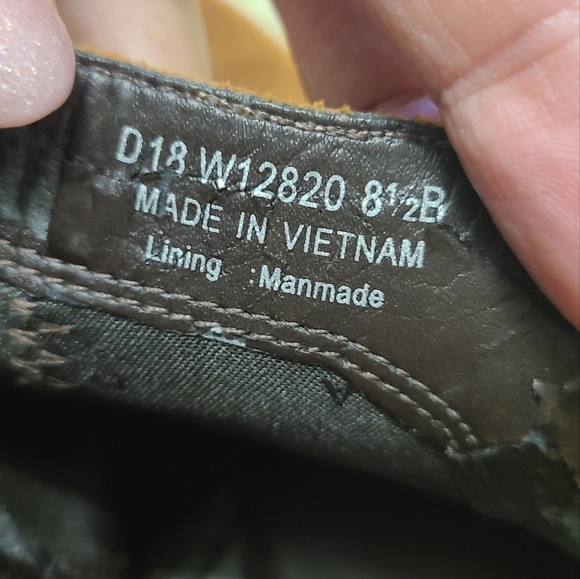 D18 W12820 8½B
MADE IN VIETNAM
Lining :Manmade